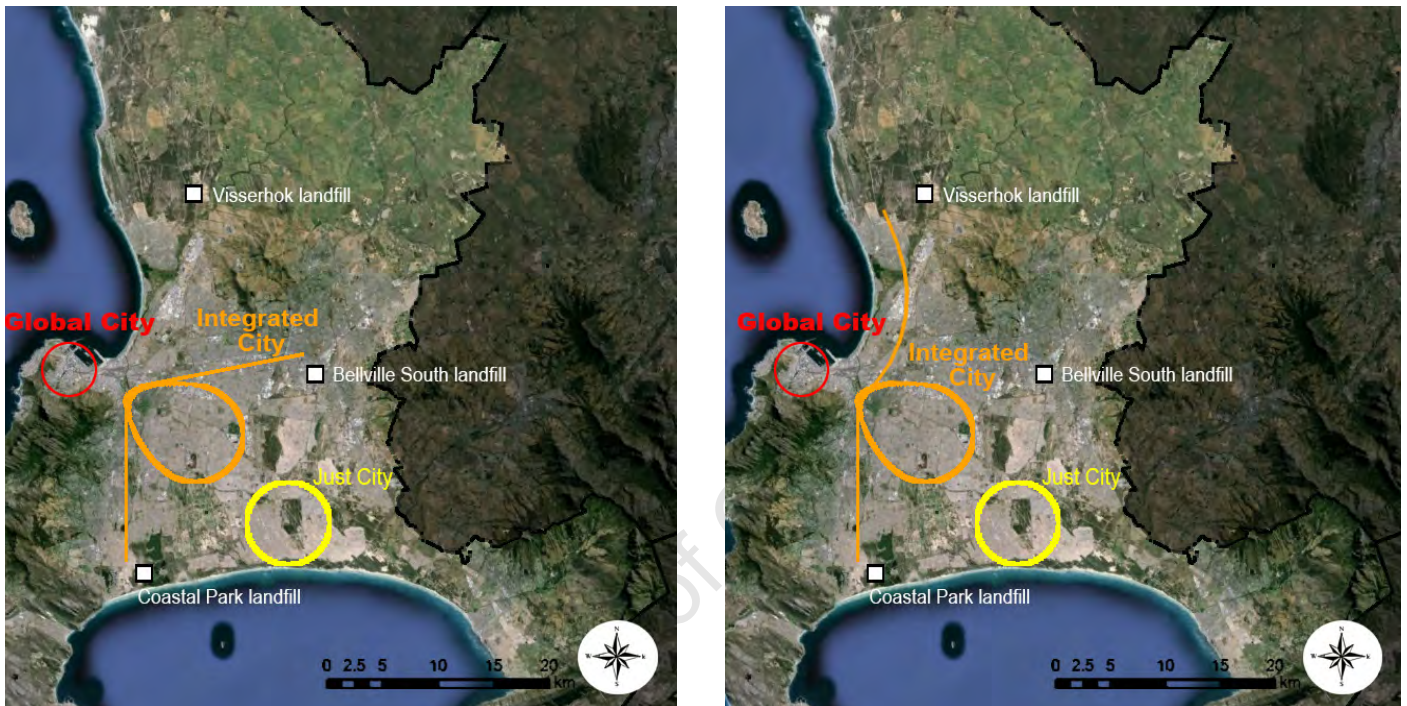 Visserhok landfill
Global City
Integrated
City
Bellville South landfill
Just City
Coastal Park landfill
N
W E
S
0 2.5 5 10 15 20
km
Visserhok landfill
Global City
Integrated
City
Bellville South landfill
Just City
of
Coastal Park landfill
N
W E
S
0 2.5 5 10 15 20
km